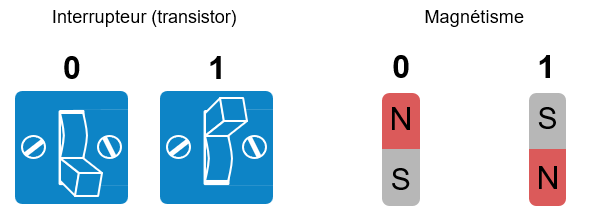 Interrupteur (transistor)
Magnétisme
0
1
0
1
N
S
S
N